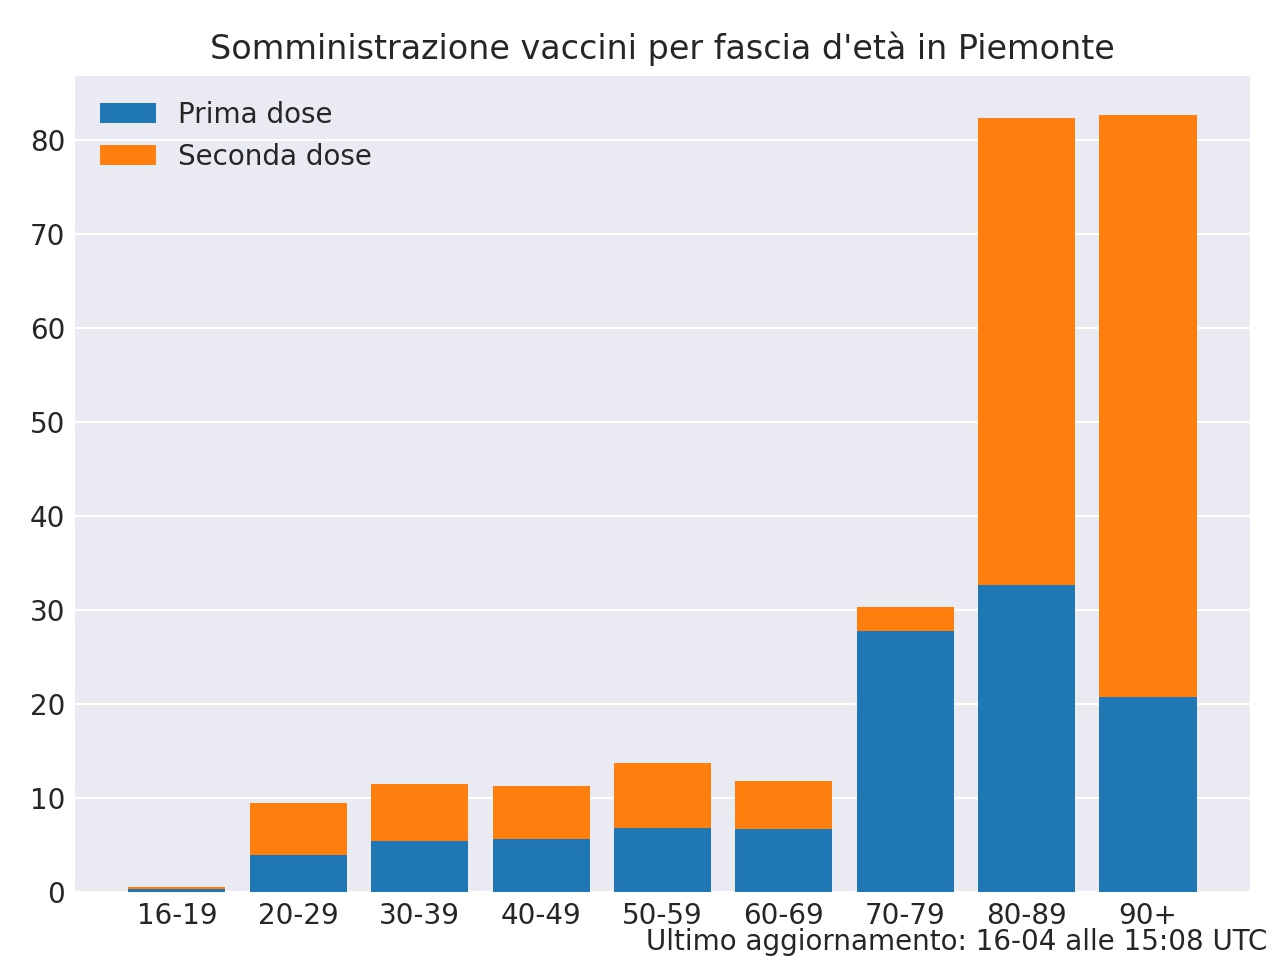 Somministrazione vaccini per fascia d'età in Piemonte
Prima dose
Seconda dose
80
70
60
50
40
30
20
10
0
16-19 20-29 30-39 40-49 50-59 60-69 70-79 80-89 90+
Ultimo aggiornamento: 16-04 alle 15:08 UTC